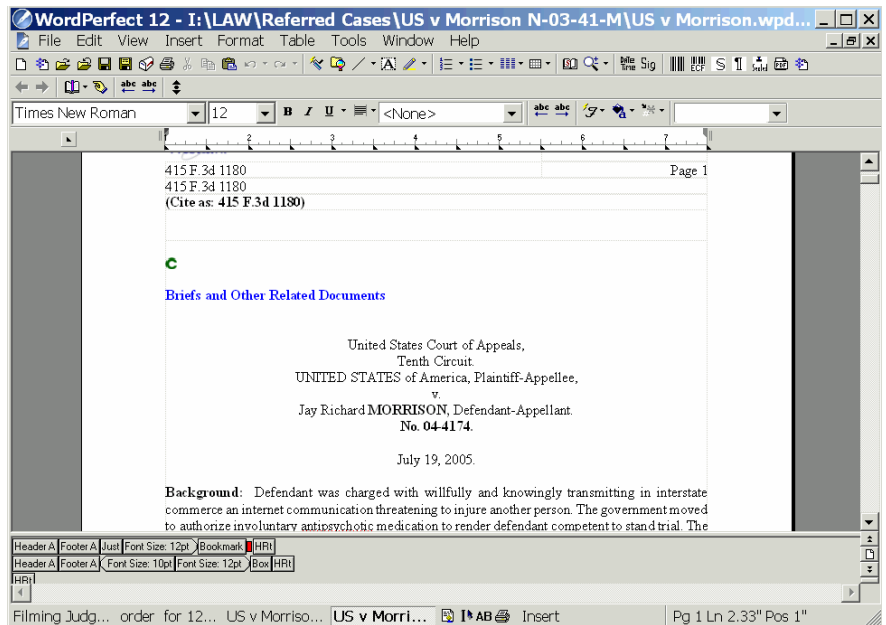 WordPerfect 12 - I:\LAW\Referred Cases\US v Morrison N-03-41-M\US v Morrison.wpd...
File Edit View Insert Format Table Tools Window Help
Times New Roman 12 B I U <None>
2 3 4 5 6 7
415 F.3d 1180 Page 1
415 F.3d 1180
(Cite as: 415 F.3d 1180)
C
Briefs and Other Related Documents
United States Court of Appeals,
Tenth Circuit.
UNITED STATES of America, Plaintiff-Appellee,
v.
Jay Richard MORRISON, Defendant-Appellant.
No. 04-4174.
July 19, 2005.
Background: Defendant was charged with willfully and knowingly transmitting in interstate
commerce an internet communication threatening to injure another person. The government moved
to authorize involuntary antipsychotic medication to render defendant competent to stand trial. The
Header A Footer A Just Font Size: 12pt Bookmark HRt
Header A Footer A Font Size: 10pt Font Size: 12pt Box HRt
HRt
Filming Judg... order for 12... US v Morriso... US v Morri... AB Insert Pg 1 Ln 2.33" Pos 1"